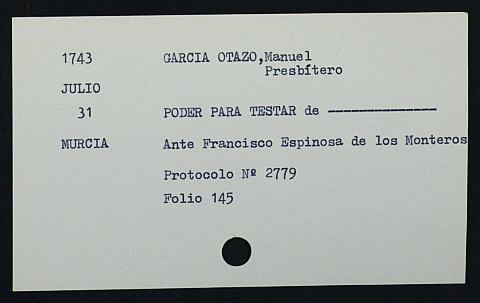 1743 GARCIA OTAZO,Manuel
Presbítero
JULIO
31 PODER PARA TESTAR de --------------
MURCIA Ante Francisco Espinosa de los Monteros
Protocolo Nº 2779
Folio 145